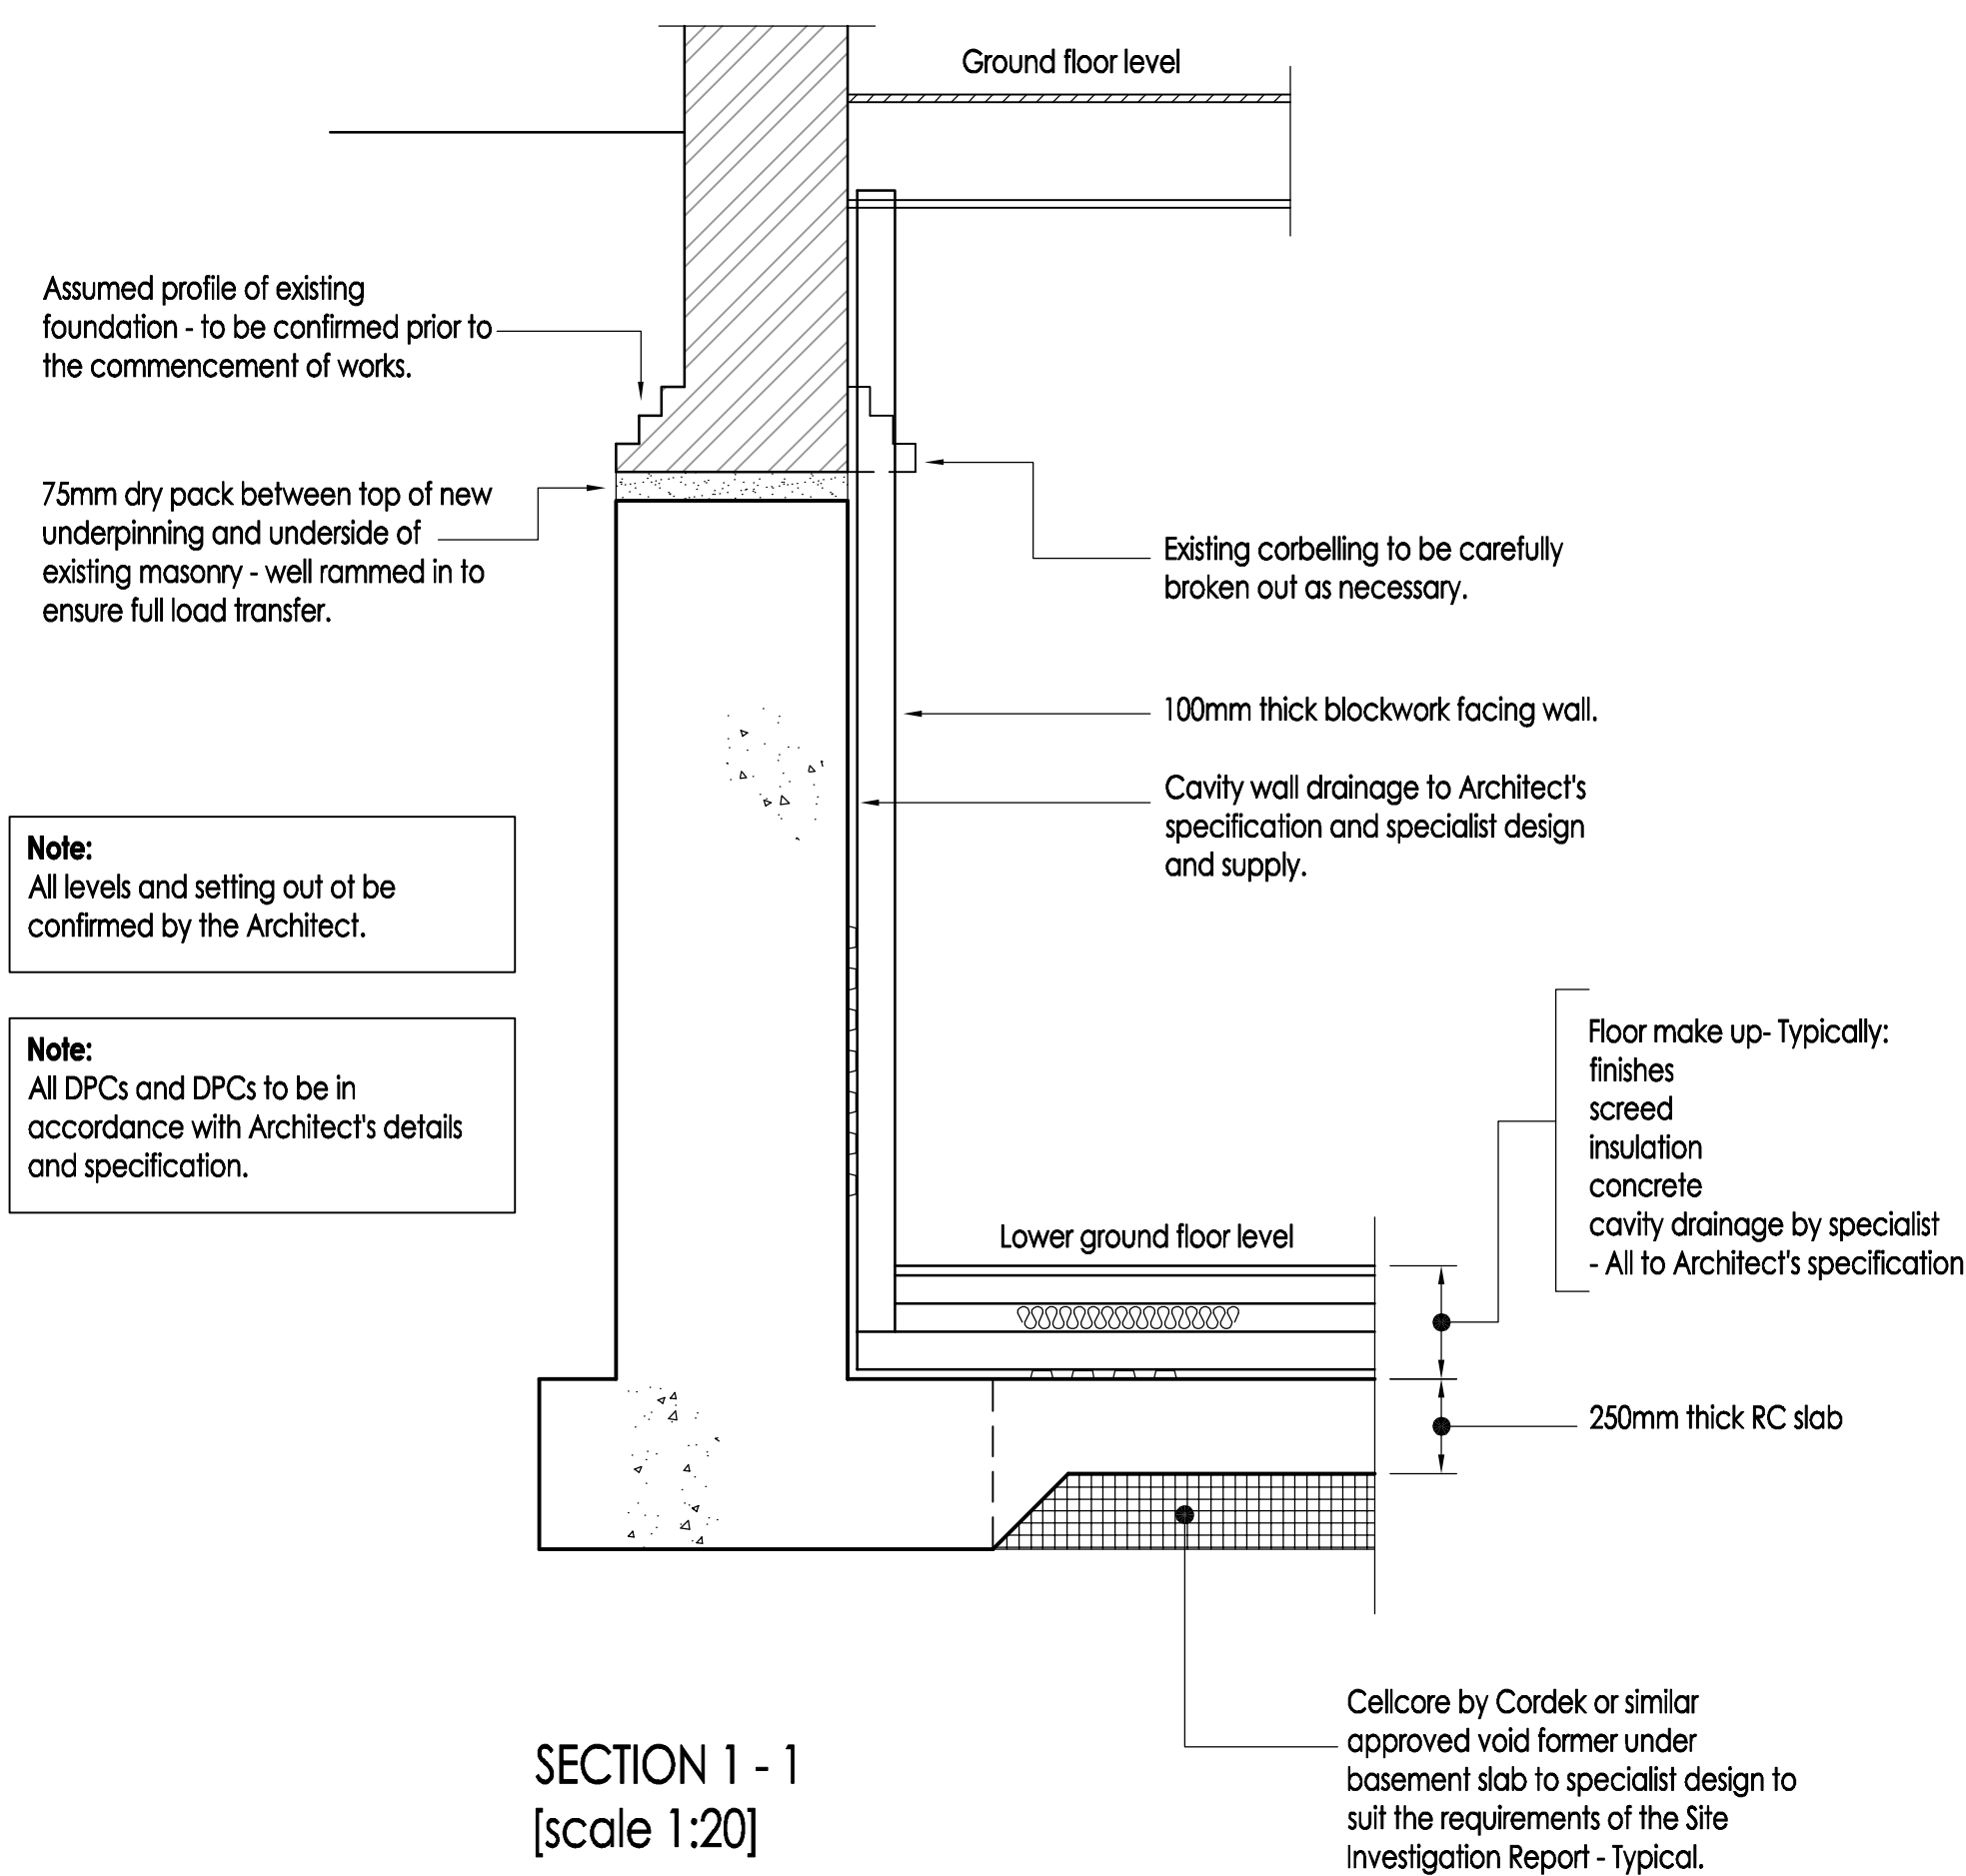 Ground floor level
Assumed profile of existing
foundation - to be confirmed prior to
the commencement of works.
75mm dry pack between top of new
underpinning and underside of
existing masonry - well rammed in to
ensure full load transfer.
Existing corbelling to be carefully
broken out as necessary.
100mm thick blockwork facing wall.
Cavity wall drainage to Architect's
specification and specialist design
and supply.
Note:
All levels and setting out ot be
confirmed by the Architect.
Note:
All DPCs and DPCs to be in
accordance with Architect's details
and specification.
Floor make up- Typically:
finishes
screed
insulation
concrete
cavity drainage by specialist
- All to Architect's specification
Lower ground floor level
250mm thick RC slab
Cellcore by Cordek or similar
approved void former under
basement slab to specialist design to
suit the requirements of the Site
Investigation Report - Typical.
SECTION 1 - 1
[scale 1:20]